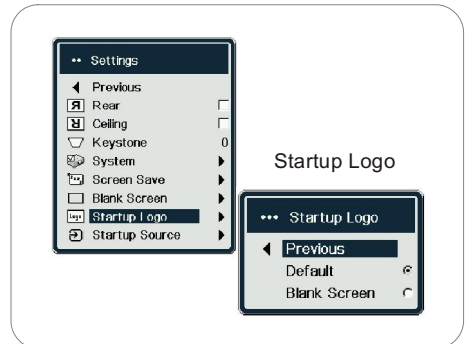 •• Settings
Previous
Rear
Ceiling
Keystone 0
System
Screen Save
Blank Screen
Startup Logo
Startup Source
Startup Logo
••• Startup Logo
Previous
Default
Blank Screen